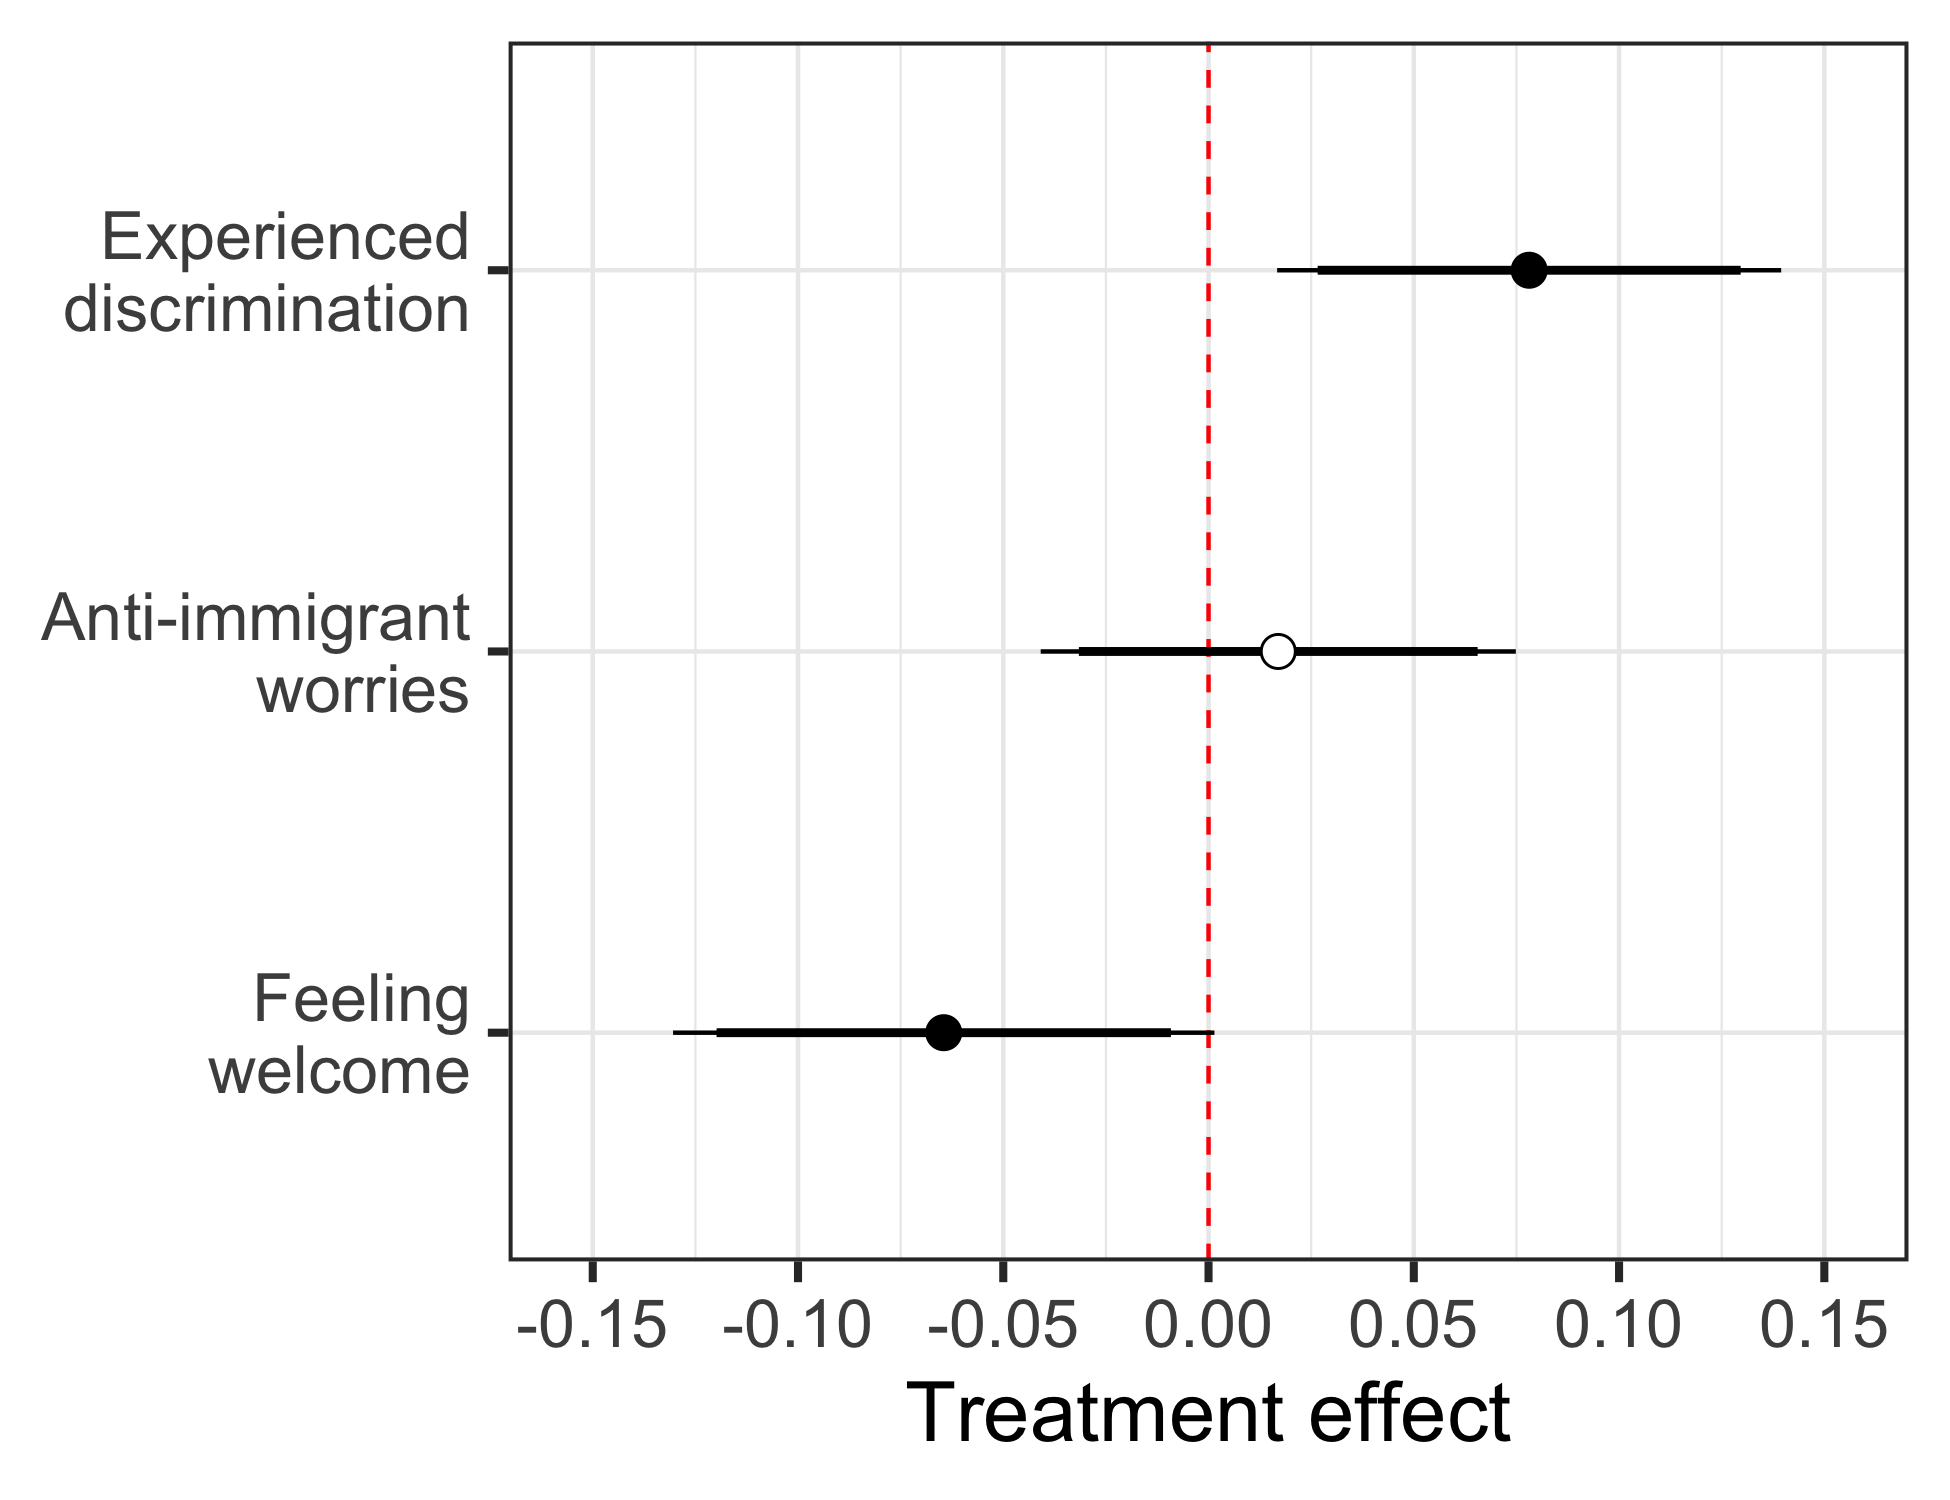 Experienced
discrimination
Anti-immigrant
worries
Feeling
welcome
-0.15 -0.10 -0.05 0.00 0.05 0.10 0.15
Treatment effect